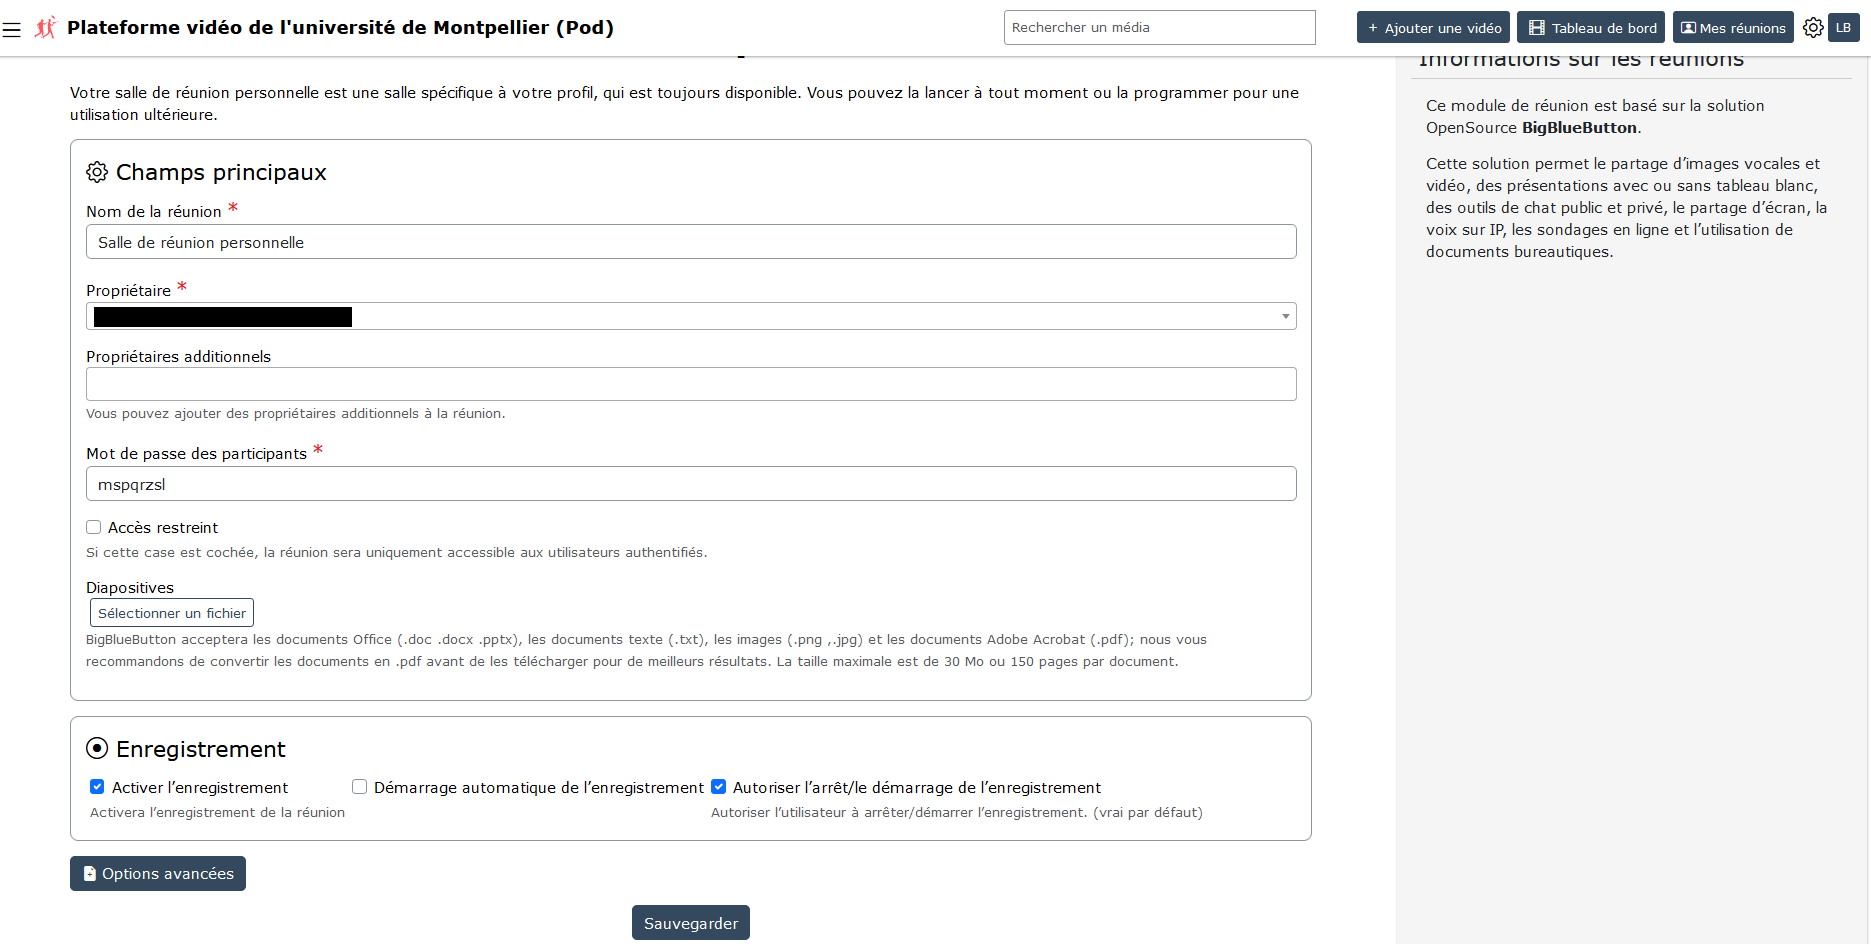 Plateforme vidéo de l'université de Montpellier (Pod)
Rechercher un média
+ Ajouter une vidéo
Tableau de bord
Mes réunions
LB
Votre salle de réunion personnelle est une salle spécifique à votre profil, qui est toujours disponible. Vous pouvez la lancer à tout moment ou la programmer pour une
utilisation ultérieure.
Champs principaux
Nom de la réunion *
Salle de réunion personnelle
Propriétaire *
Propriétaires additionnels
Vous pouvez ajouter des propriétaires additionnels à la réunion.
Mot de passe des participants *
mspqrzsl
Accès restreint
Si cette case est cochée, la réunion sera uniquement accessible aux utilisateurs authentifiés.
Diapositives
Sélectionner un fichier
BigBlueButton acceptera les documents Office (.doc .docx .pptx), les documents texte (.txt), les images (.png ,.jpg) et les documents Adobe Acrobat (.pdf); nous vous
recommandons de convertir les documents en .pdf avant de les télécharger pour de meilleurs résultats. La taille maximale est de 30 Mo ou 150 pages par document.
Enregistrement
Activer l’enregistrement
Activera l’enregistrement de la réunion
Démarrage automatique de l’enregistrement
Autoriser l’arrêt/le démarrage de l’enregistrement
Autoriser l’utilisateur à arrêter/démarrer l’enregistrement. (vrai par défaut)
Options avancées
Sauvegarder
Informations sur les réunions
Ce module de réunion est basé sur la solution
OpenSource BigBlueButton.
Cette solution permet le partage d’images vocales et
vidéo, des présentations avec ou sans tableau blanc,
des outils de chat public et privé, le partage d’écran, la
voix sur IP, les sondages en ligne et l’utilisation de
documents bureautiques.